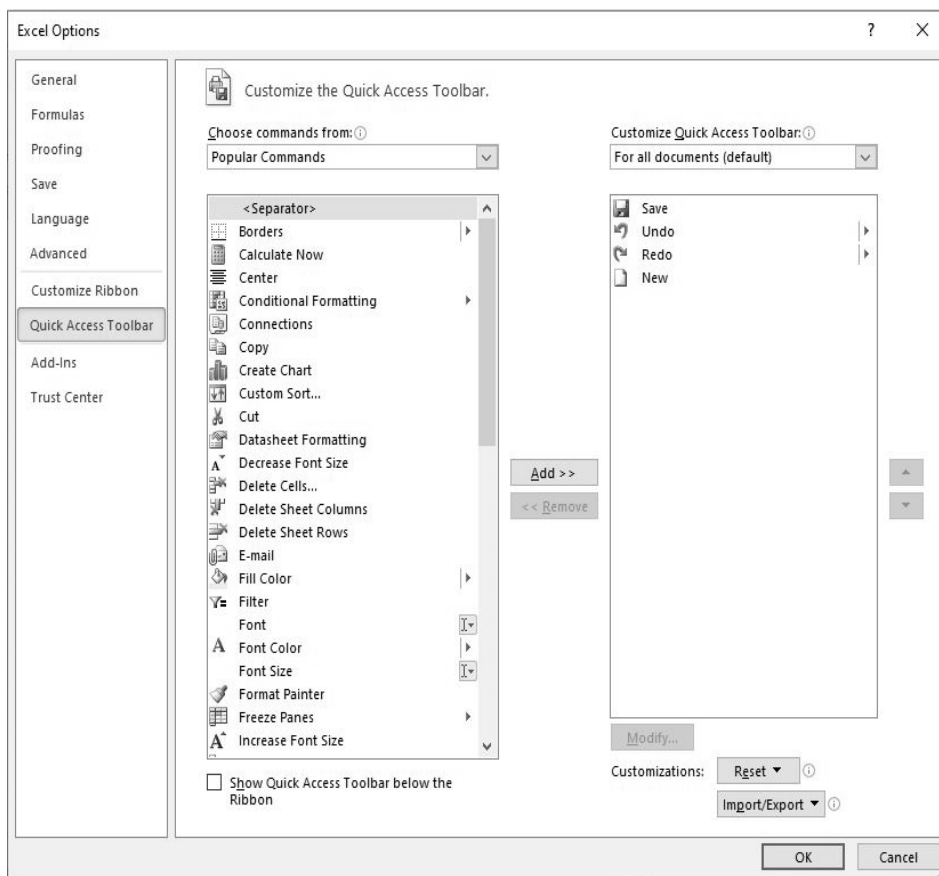 Excel Options
?
General
Formulas
Proofing
Save
Language
Advanced
Customize Ribbon
Quick Access Toolbar
Add-Ins
Trust Center
Customize the Quick Access Toolbar.
Choose commands from:
Popular Commands
<Separator>
Borders
Calculate Now
Center
Conditional Formatting
Connections
Copy
Create Chart
Custom Sort...
Cut
Datasheet Formatting
Decrease Font Size
Delete Cells...
Delete Sheet Columns
Delete Sheet Rows
E-mail
Fill Color
Filter
Font
Font Color
Font Size
Format Painter
Freeze Panes
Increase Font Size
Show Quick Access Toolbar below the
Ribbon
Add >>
<< Remove
Customize Quick Access Toolbar:
For all documents (default)
Save
Undo
Redo
New
Modify...
Customizations:
Reset
Import/Export
OK
Cancel